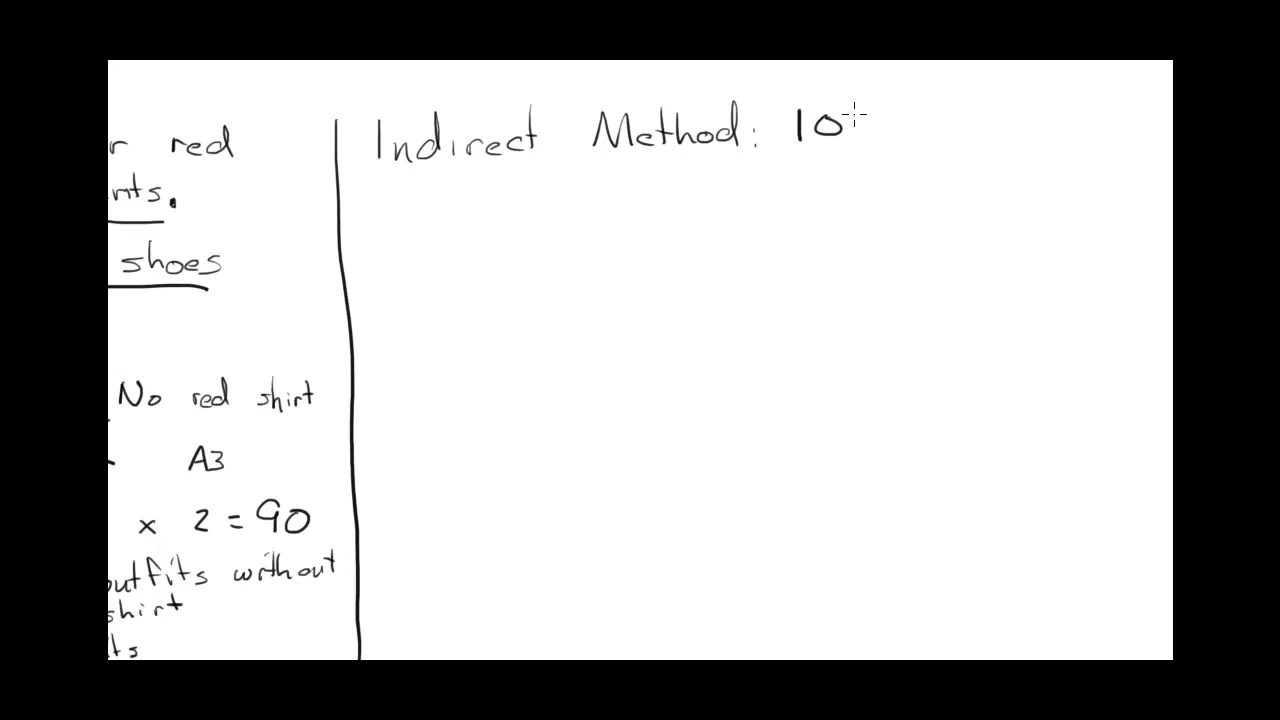 r red
nts.
shoes
No red shirt
A3
x 2 = 90
outfits without
shirt
ts
Indirect Method: 10